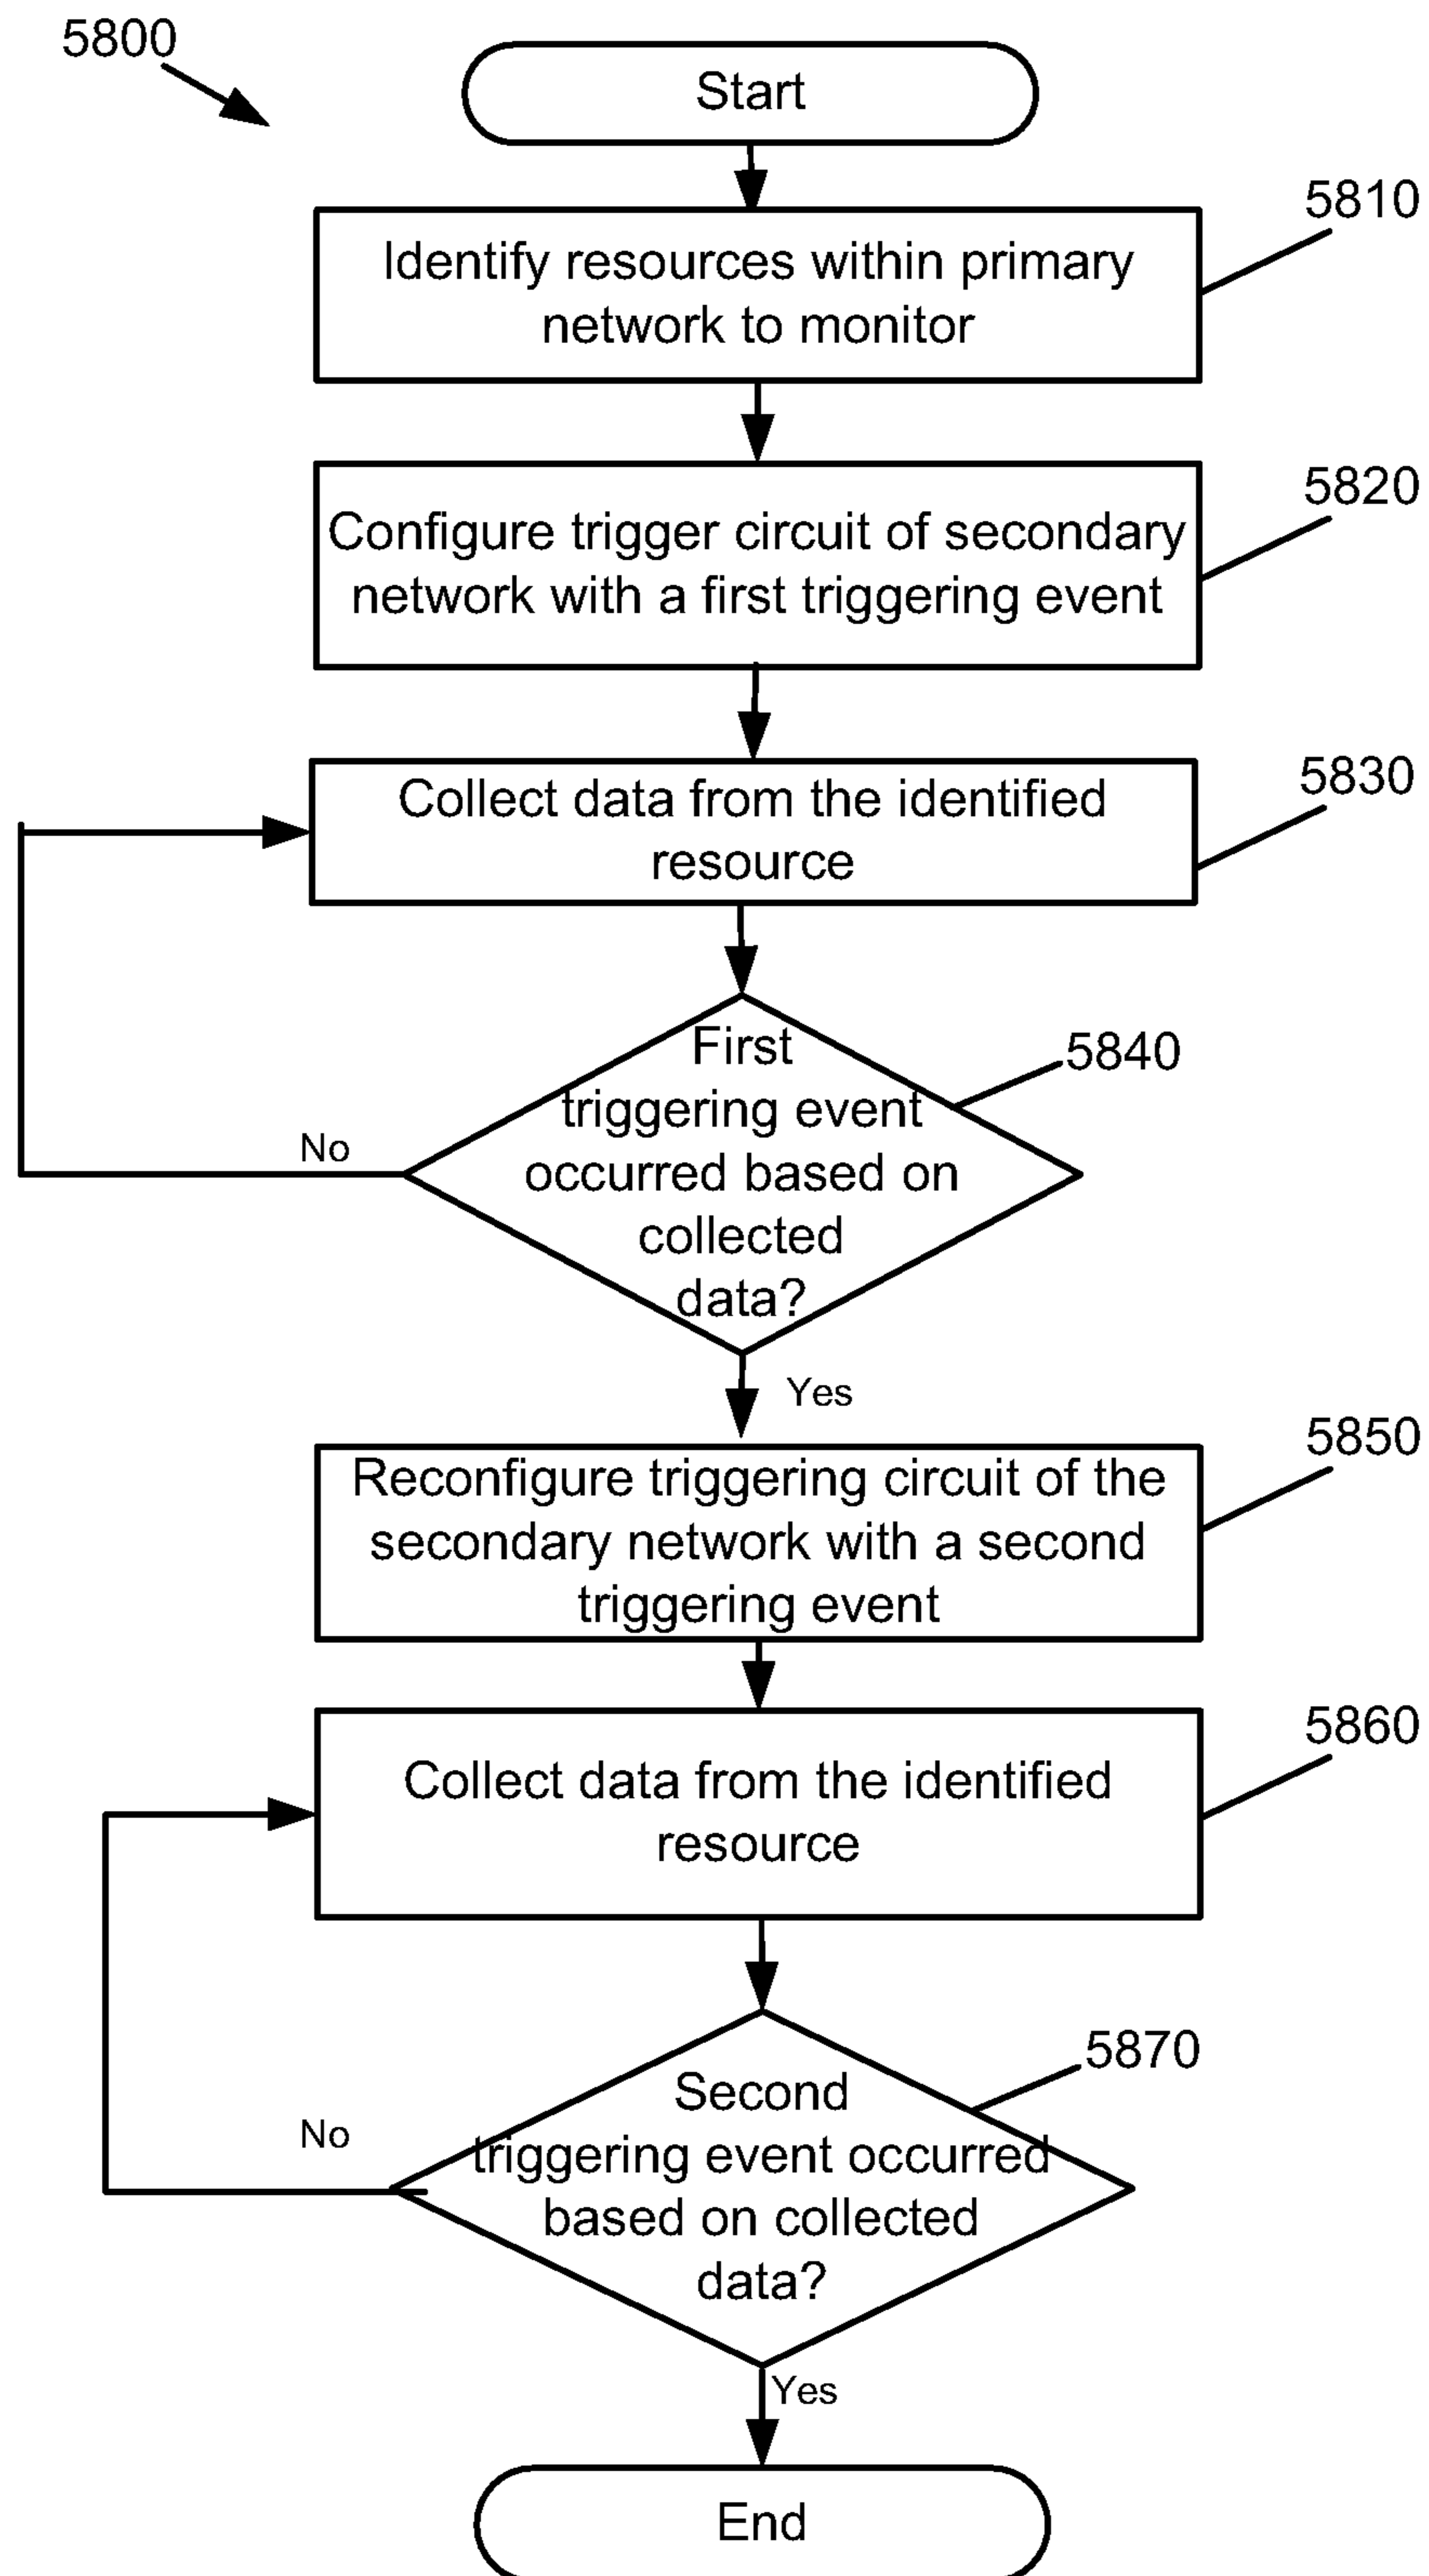 5800
Start
5810
Identify resources within primary
network to monitor
5820
Configure trigger circuit of secondary
network with a first triggering event
5830
Collect data from the identified
resource
5840
First
triggering event
occurred based on
collected
data?
No
Yes
5850
Reconfigure triggering circuit of the
secondary network with a second
triggering event
5860
Collect data from the identified
resource
5870
Second
triggering event occurred
based on collected
data?
No
Yes
End